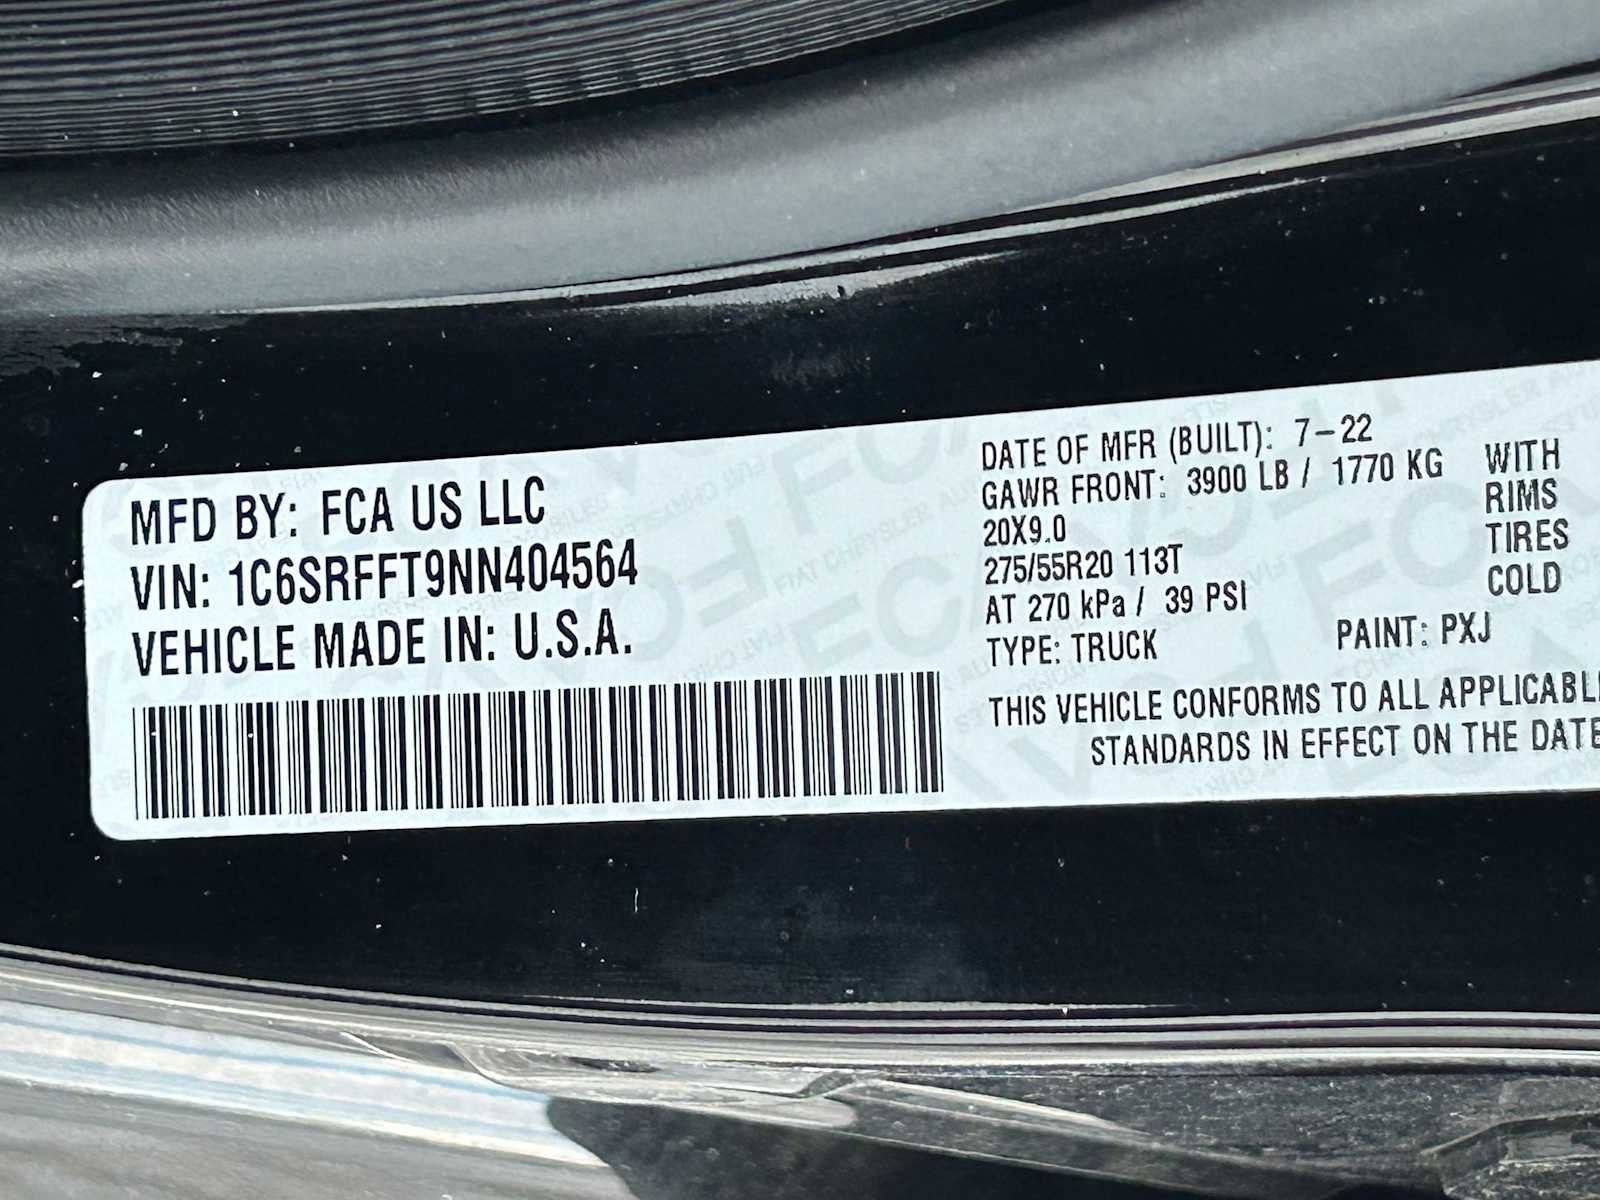 MFD BY: FCA US LLC
VIN: 1C6SRFFT9NN404564
VEHICLE MADE IN: U.S.A.
DATE OF MFR (BUILT): 7-22
GAWR FRONT: 3900 LB / 1770 KG WITH
20X9.0 RIMS
275/55R20 113T TIRES
AT 270 kPa / 39 PSI COLD
TYPE: TRUCK PAINT: PXJ
THIS VEHICLE CONFORMS TO ALL APPLICABL
STANDARDS IN EFFECT ON THE DATE